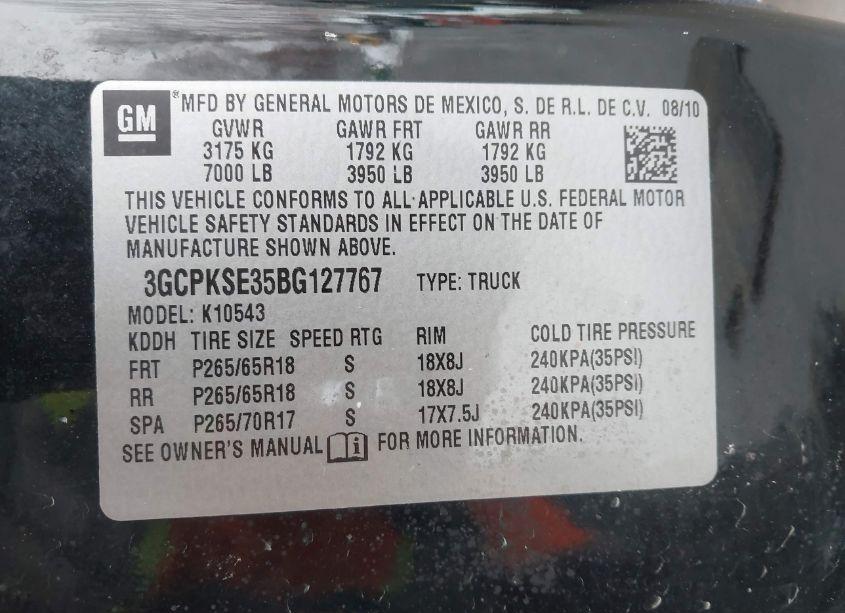 GM ® MFD BY GENERAL MOTORS DE MEXICO, S. DE R.L. DE C.V. 08/10
GVWR GAWR FRT GAWR RR
3175 KG 1792 KG 1792 KG
7000 LB 3950 LB 3950 LB
THIS VEHICLE CONFORMS TO ALL APPLICABLE U.S. FEDERAL MOTOR
VEHICLE SAFETY STANDARDS IN EFFECT ON THE DATE OF
MANUFACTURE SHOWN ABOVE.
3GCPKSE35BG127767 TYPE: TRUCK
MODEL: K10543
KDDH TIRE SIZE SPEED RTG RIM COLD TIRE PRESSURE
FRT P265/65R18 S 18X8J 240KPA(35PSI)
RR P265/65R18 S 18X8J 240KPA(35PSI)
SPA P265/70R17 S 17X7.5J 240KPA(35PSI)
SEE OWNER'S MANUAL i FOR MORE INFORMATION.